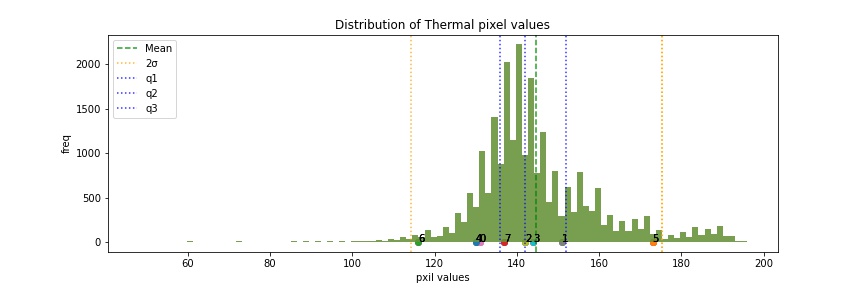 Distribution of Thermal pixel values
Mean
2σ
q1
q2
q3
freq
2000
1500
1000
500
0
6 4 0 7 2 3 1 5
60 80 100 120 140 160 180 200
pxil values